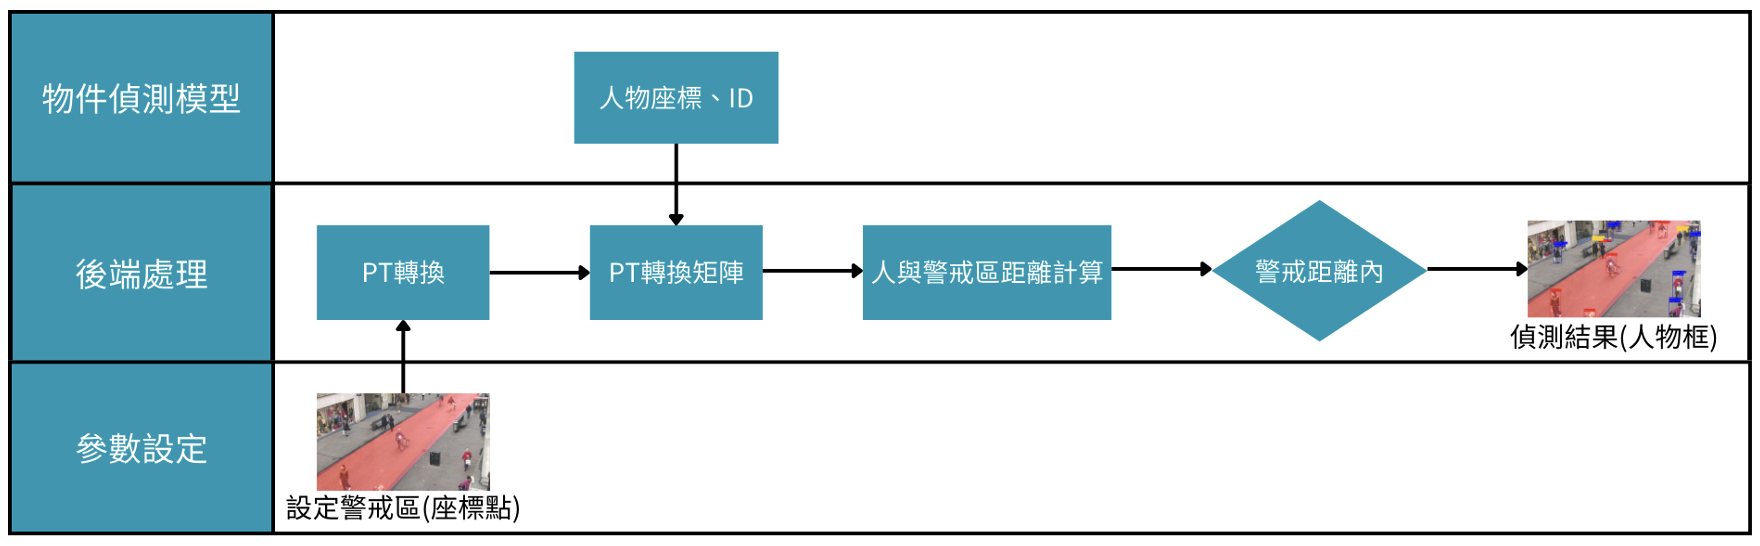 物件偵測模型
人物座標、ID
後端處理
PT轉換
PT轉換矩陣
人與警戒區距離計算
警戒距離內
偵測結果(人物框)
參數設定
設定警戒區(座標點)